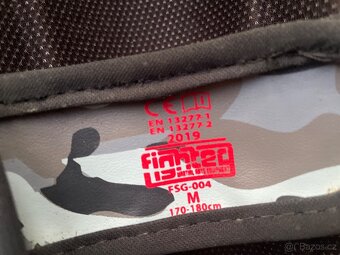 CE
EN 13277-1
EN 13277-2
2019
FSG-004
M
170-180cm
Bazos.cz